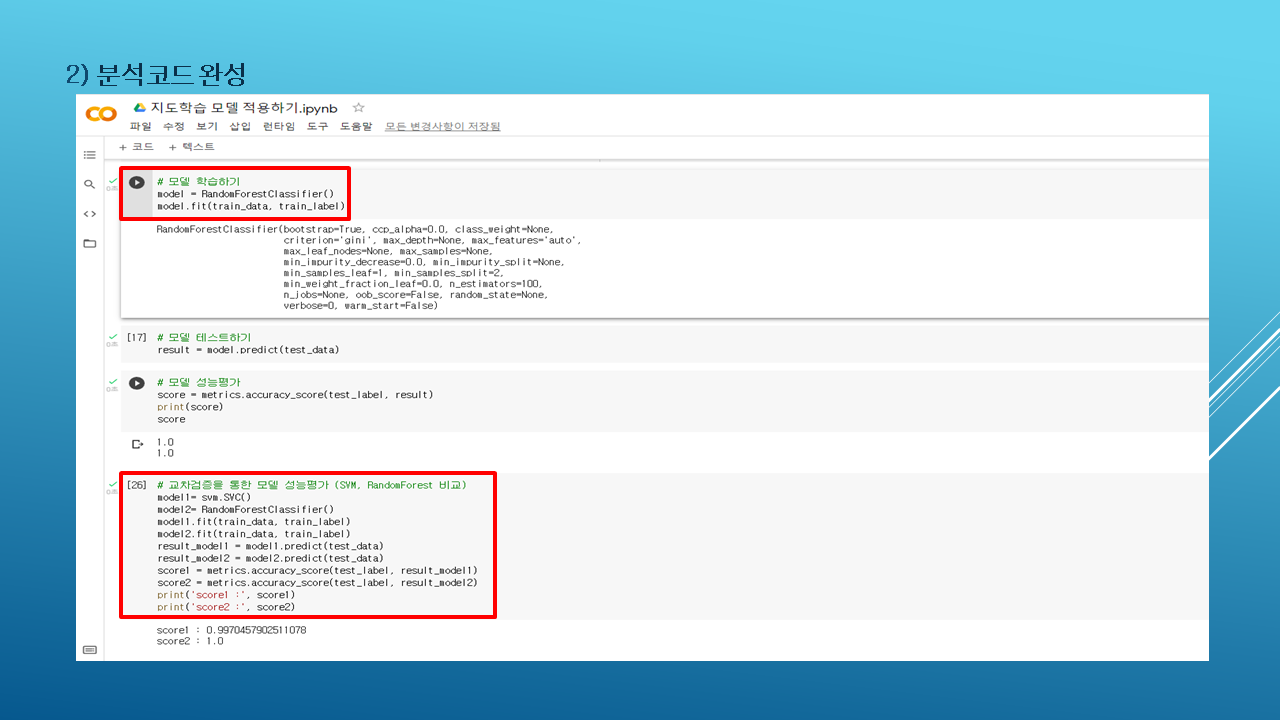 2) 분석코드 완성
지도학습 모델 적용하기.ipynb
파일 수정 보기 삽입 런타임 도구 도움말 모든 변경사항이 저장됨
+ 코드 + 텍스트
# 모델 학습하기
model = RandomForestClassifier()
model.fit(train_data, train_label)
RandomForestClassifier(bootstrap=True, ccp_alpha=0.0, class_weight=None,
criterion='gini', max_depth=None, max_features='auto',
max_leaf_nodes=None, max_samples=None,
min_impurity_decrease=0.0, min_impurity_split=None,
min_samples_leaf=1, min_samples_split=2,
min_weight_fraction_leaf=0.0, n_estimators=100,
n_jobs=None, oob_score=False, random_state=None,
verbose=0, warm_start=False)
[17] # 모델 테스트하기
result = model.predict(test_data)
# 모델 성능평가
score = metrics.accuracy_score(test_label, result)
print(score)
score
1.0
1.0
[26] # 교차검증을 통한 모델 성능평가 (SVM, RandomForest 비교)
model1= svm.SVC()
model2= RandomForestClassifier()
model1.fit(train_data, train_label)
model2.fit(train_data, train_label)
result_model1 = model1.predict(test_data)
result_model2 = model2.predict(test_data)
score1 = metrics.accuracy_score(test_label, result_model1)
score2 = metrics.accuracy_score(test_label, result_model2)
print('score1 :', score1)
print('score2 :', score2)
score1 : 0.9970457902511078
score2 : 1.0